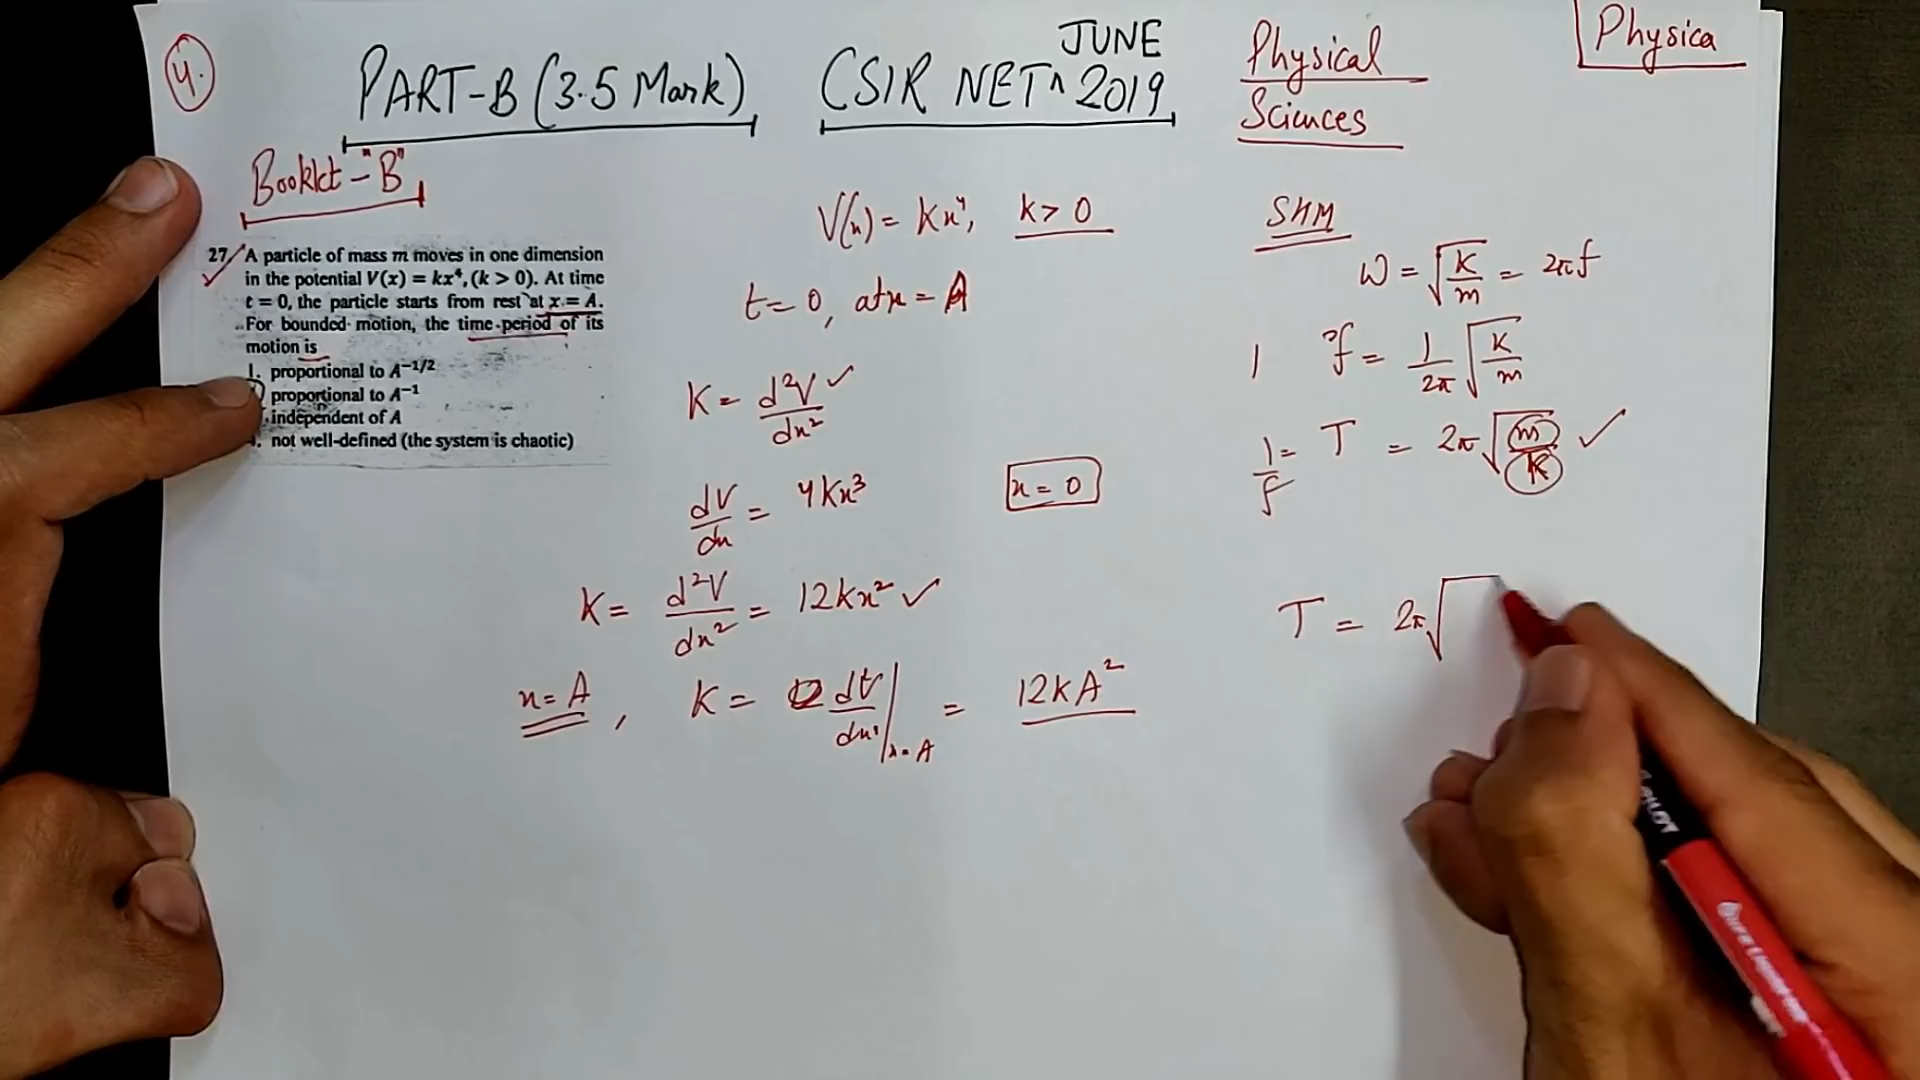 4.
PART-B (3.5 Mark) CSIR NET^ 2019
JUNE
Physical
Sciences
Physica
Booklet-"B"
27. A particle of mass m moves in one dimension
in the potential V(x) = kx⁴, (k > 0). At time
t = 0, the particle starts from rest at x = A.
For bounded motion, the time period of its
motion is
1. proportional to A⁻¹/²
proportional to A⁻¹
independent of A
not well-defined (the system is chaotic)
V(x) = Kx⁴, k > 0
t = 0, at x = A
K = d²V/dx² ✓
dV/dx = 4Kx³
x = 0
K = d²V/dx² = 12Kx² ✓
x = A, K = dV/dx² |x=A = 12KA²
SHM
ω = √(K/m) = 2πf
f = 1/2π √(K/m)
1/f = T = 2π √(m/K) ✓
T = 2π√